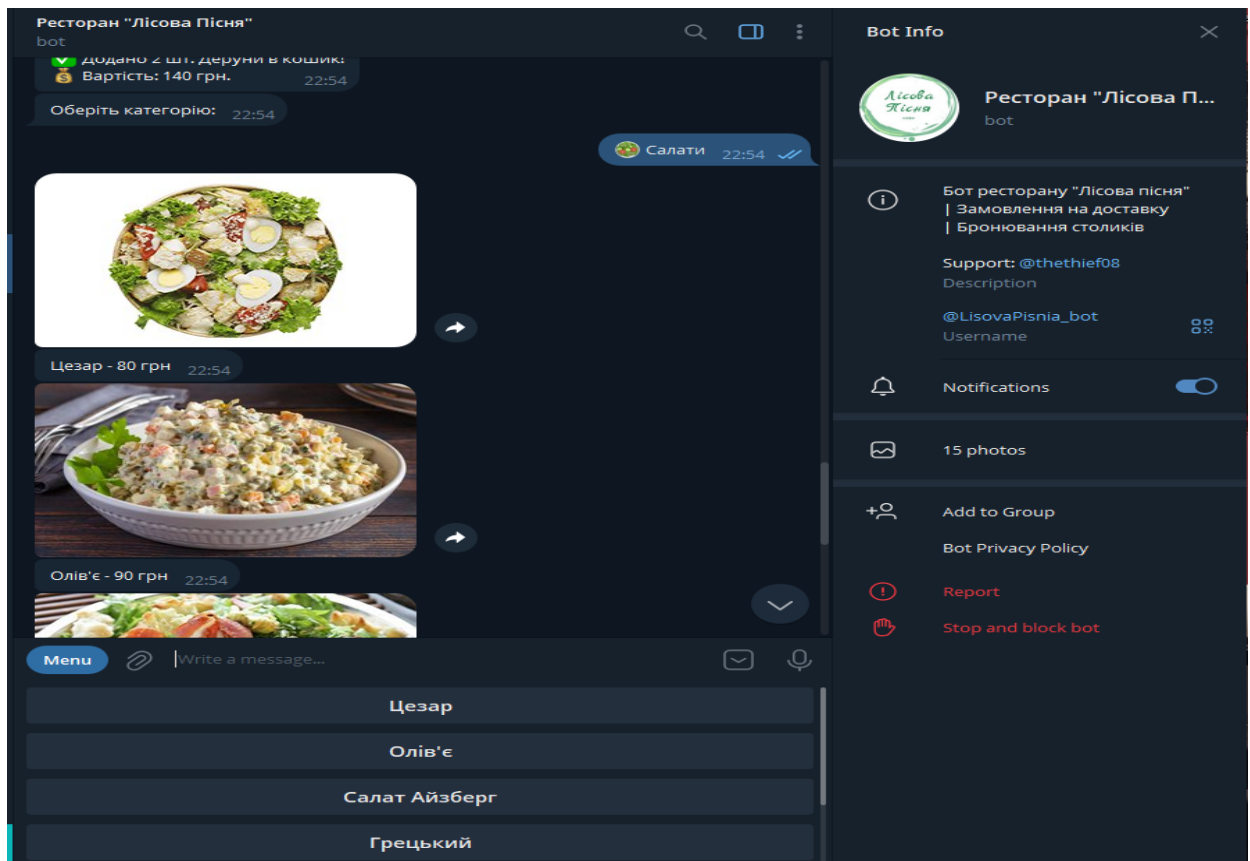 Ресторан "Лісова Пісня"
bot
✅ Додано 2 шт. Деруни в кошик!
💰 Вартість: 140 грн. 22:54
Оберіть категорію: 22:54
🥗 Салати 22:54
Цезар - 80 грн 22:54
Олів'є - 90 грн 22:54
Menu
Write a message...
Цезар
Олів'є
Салат Айзберг
Грецький
Bot Info
Лісова
Пісня
Ресторан "Лісова П...
bot
Бот ресторану "Лісова пісня"
| Замовлення на доставку
| Бронювання столиків
Support: @thethief08
Description
@LisovaPisnia_bot
Username
Notifications
15 photos
Add to Group
Bot Privacy Policy
Report
Stop and block bot